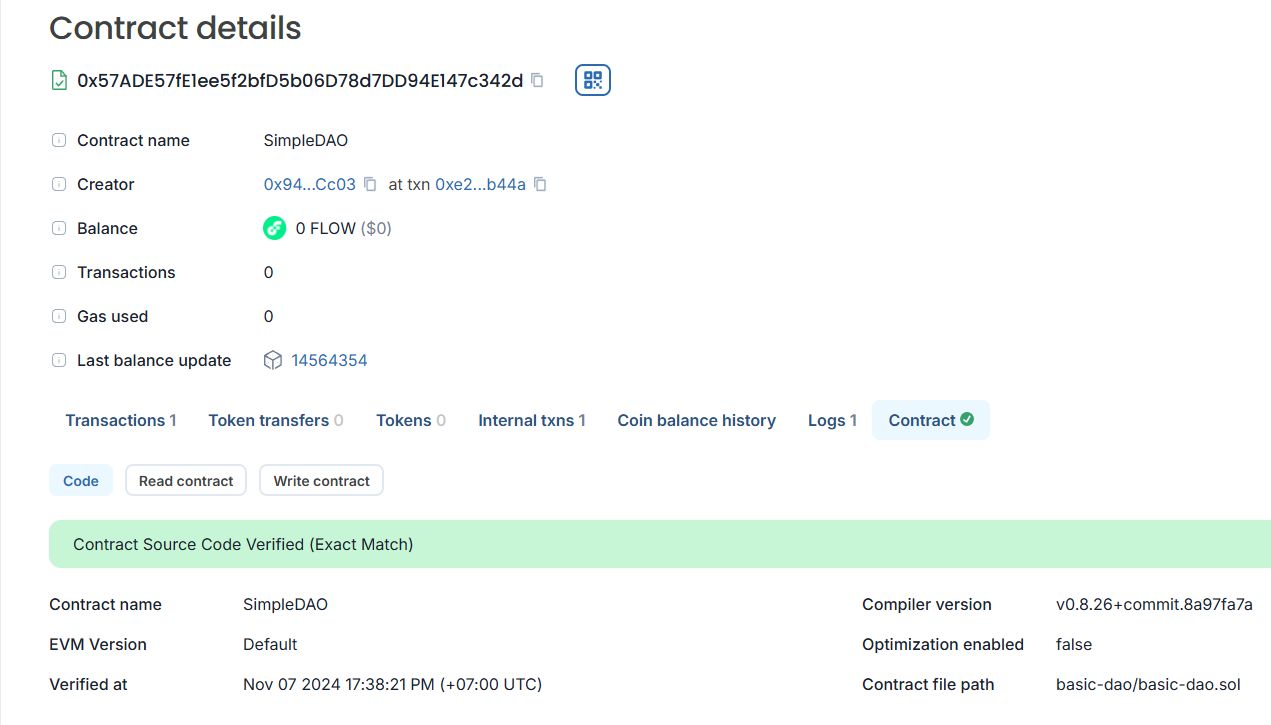 Contract details
0x57ADE57fE1ee5f2bfD5b06D78d7DD94E147c342d
Contract name SimpleDAO
Creator 0x94...Cc03 at txn 0xe2...b44a
Balance 0 FLOW ($0)
Transactions 0
Gas used 0
Last balance update 14564354
Transactions 1 Token transfers 0 Tokens 0 Internal txns 1 Coin balance history Logs 1 Contract
Code Read contract Write contract
Contract Source Code Verified (Exact Match)
Contract name SimpleDAO Compiler version v0.8.26+commit.8a97fa7a
EVM Version Default Optimization enabled false
Verified at Nov 07 2024 17:38:21 PM (+07:00 UTC) Contract file path basic-dao/basic-dao.sol